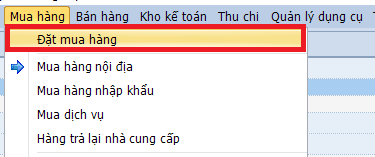 Mua hàng Bán hàng Kho kế toán Thu chi Quản lý dụng cụ
Đặt mua hàng
Mua hàng nội địa
Mua hàng nhập khẩu
Mua dịch vụ
Hàng trả lại nhà cung cấp